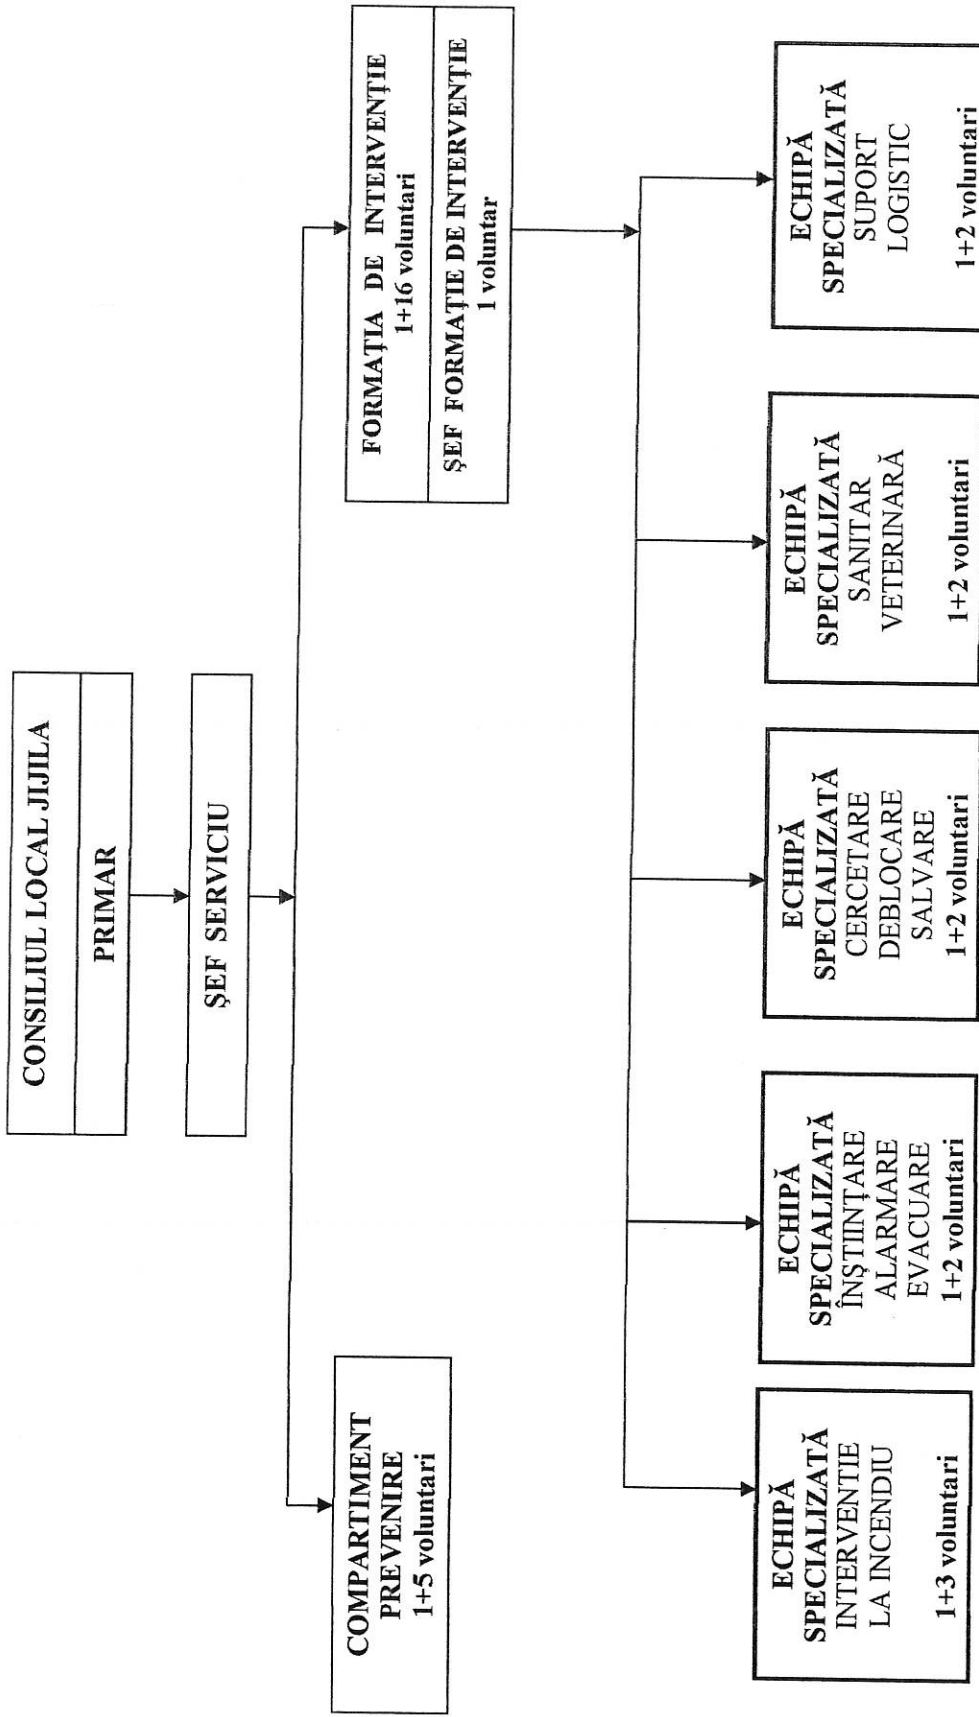 CONSILIUL LOCAL JIJILA
PRIMAR
ŞEF SERVICIU
COMPARTIMENT
PREVENIRE
1+5 voluntari
FORMAŢIA DE INTERVENŢIE
1+16 voluntari
ŞEF FORMAŢIE DE INTERVENŢIE
1 voluntar
ECHIPĂ
SPECIALIZATĂ
INTERVENTIE
LA INCENDIU
1+3 voluntari
ECHIPĂ
SPECIALIZATĂ
ÎNŞTIINŢARE
ALARMARE
EVACUARE
1+2 voluntari
ECHIPĂ
SPECIALIZATĂ
CERCETARE
DEBLOCARE
SALVARE
1+2 voluntari
ECHIPĂ
SPECIALIZATĂ
SANITAR
VETERINARĂ
1+2 voluntari
ECHIPĂ
SPECIALIZATĂ
SUPORT
LOGISTIC
1+2 voluntari